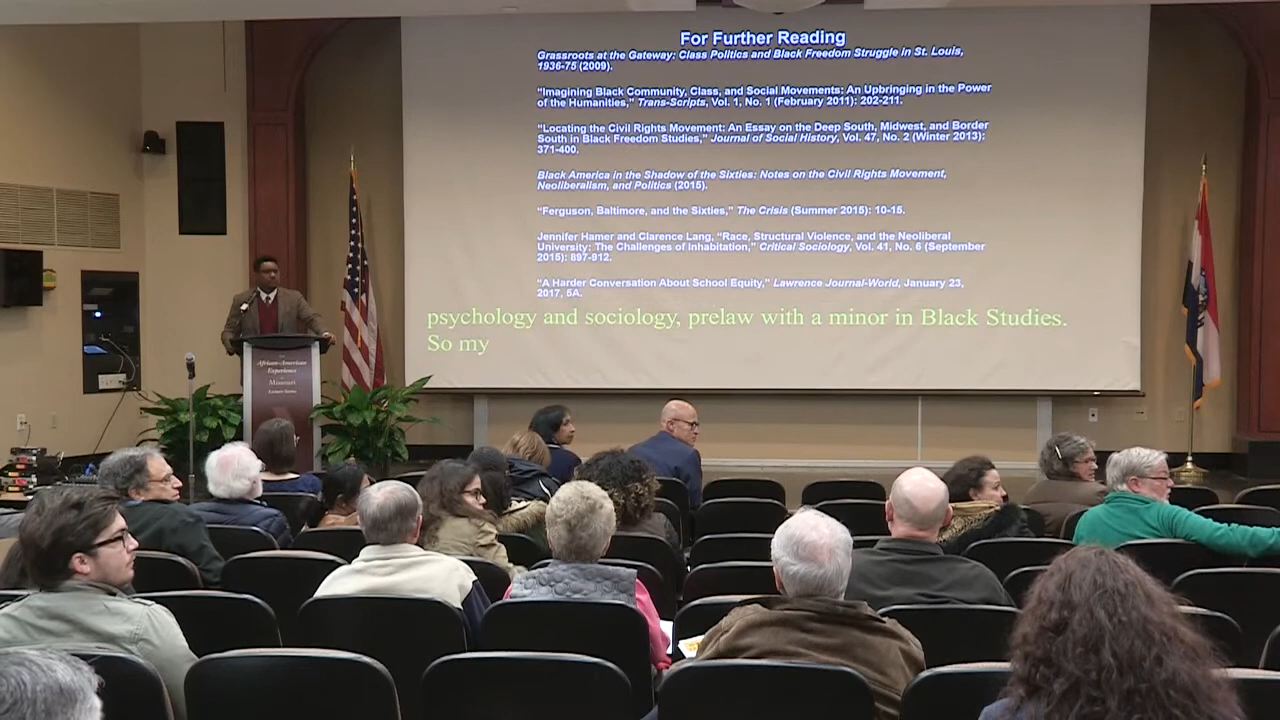 For Further Reading
Grassroots at the Gateway: Class Politics and Black Freedom Struggle in St. Louis,
1936-75 (2009).
“Imagining Black Community, Class, and Social Movements: An Upbringing in the Power
of the Humanities,” Trans-Scripts, Vol. 1, No. 1 (February 2011): 202-211.
“Locating the Civil Rights Movement: An Essay on the Deep South, Midwest, and Border
South in Black Freedom Studies,” Journal of Social History, Vol. 47, No. 2 (Winter 2013):
371-400.
Black America in the Shadow of the Sixties: Notes on the Civil Rights Movement,
Neoliberalism, and Politics (2015).
“Ferguson, Baltimore, and the Sixties,” The Crisis (Summer 2015): 10-15.
Jennifer Hamer and Clarence Lang, “Race, Structural Violence, and the Neoliberal
University: The Challenges of Inhabitation,” Critical Sociology, Vol. 41, No. 6 (September
2015): 897-912.
“A Harder Conversation About School Equity,” Lawrence Journal-World, January 23,
2017, 5A.
psychology and sociology, prelaw with a minor in Black Studies.
So my
African-American
Experience
Missouri
Lecture Series